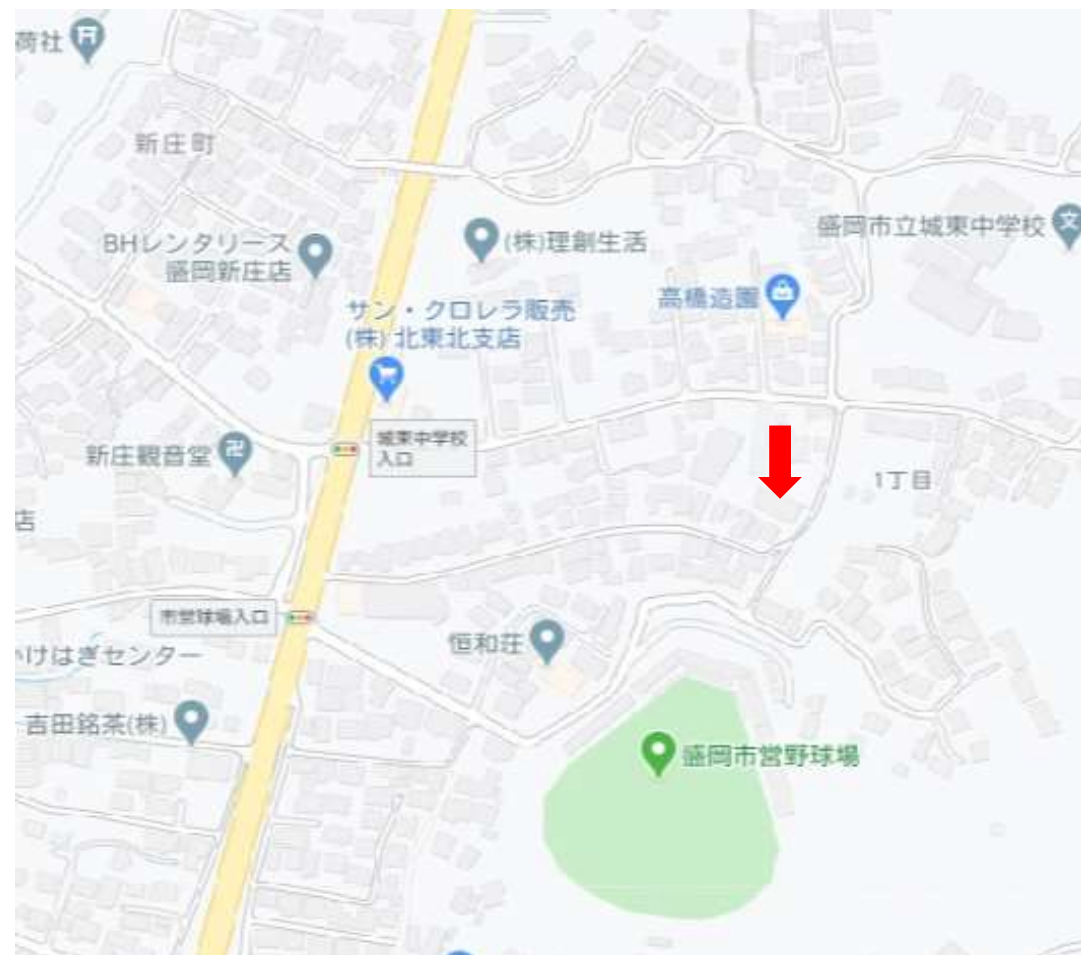 荷社
新庄町
BHレンタリース
盛岡新庄店
(株)理創生活
盛岡市立城東中学校
文
高橋造園
サン・クロレラ販売
(株) 北東北支店
城東中学校
入口
新庄観音堂
卍
1丁目
店
市営球場入口
恒和荘
いけはぎセンター
吉田銘茶(株)
盛岡市営野球場